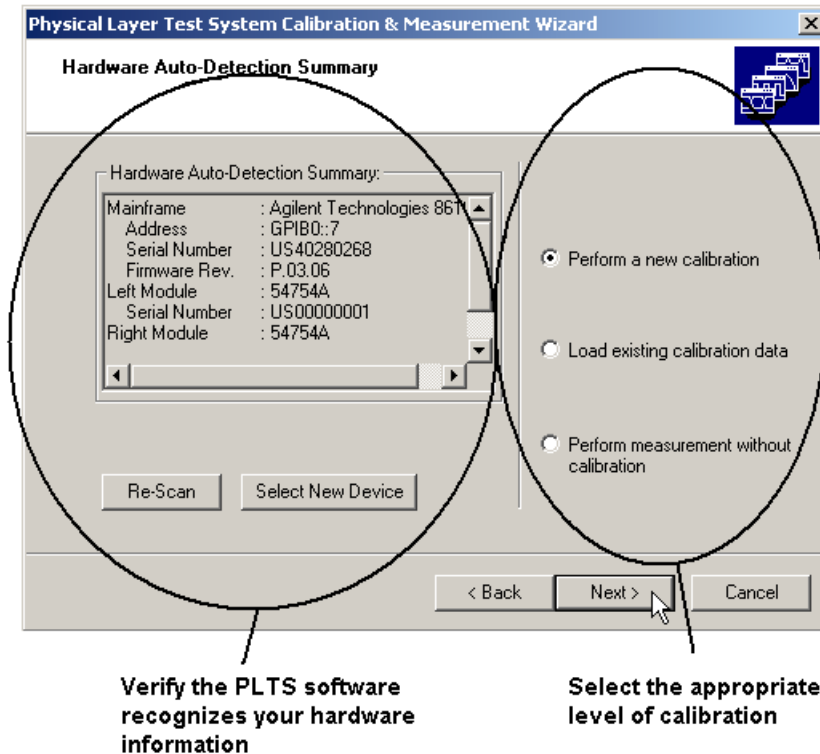 Physical Layer Test System Calibration & Measurement Wizard
Hardware Auto-Detection Summary
Hardware Auto-Detection Summary:
Mainframe : Agilent Technologies
Address : GPIB0::7
Serial Number : US40280268
Firmware Rev. : P.03.06
Left Module : 54754A
Serial Number : US00000001
Right Module : 54754A
Perform a new calibration
Load existing calibration data
Perform measurement without
calibration
Re-Scan
Select New Device
< Back
Next >
Cancel
Verify the PLTS software
recognizes your hardware
information
Select the appropriate
level of calibration